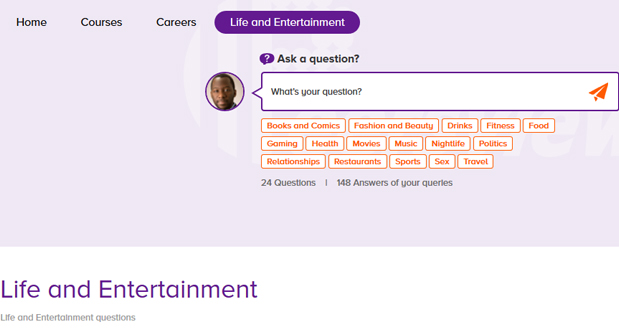 Home Courses Careers Life and Entertainment
? Ask a question?
What's your question?
Books and Comics Fashion and Beauty Drinks Fitness Food
Gaming Health Movies Music Nightlife Politics
Relationships Restaurants Sports Sex Travel
24 Questions | 148 Answers of your queries
Life and Entertainment
Life and Entertainment questions